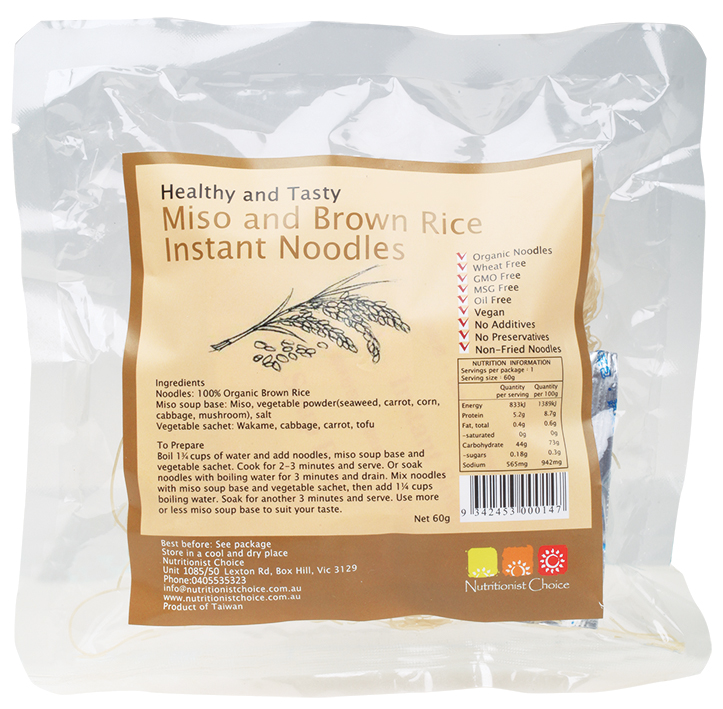 Healthy and Tasty
Miso and Brown Rice
Instant Noodles
Organic Noodles
Wheat Free
GMO Free
MSG Free
Oil Free
Vegan
No Additives
No Preservatives
Non-Fried Noodles
Ingredients
Noodles: 100% Organic Brown Rice
Miso soup base: Miso, vegetable powder(seaweed, carrot, corn,
cabbage, mushroom), salt
Vegetable sachet: Wakame, cabbage, carrot, tofu
To Prepare
Boil 1¾cups of water and add noodles, miso soup base and
vegetable sachet. Cook for 2-3 minutes and serve. Or soak
noodles with boiling water for 3 minutes and drain. Mix noodles
with miso soup base and vegetable sachet, then add 1¼ cups
boiling water. Soak for another 3 minutes and serve. Use more
or less miso soup base to suit your taste.
Net 60g
NUTRITION INFORMATION
Servings per package : 1
Serving size : 60g
Quantity per serving Quantity per 100g
Energy 833kJ 1389kJ
Protein 5.2g 8.7g
Fat, total 0.4g 0.6g
-saturated 0g 0g
Carbohydrate 44g 73g
-sugars 0.18g 0.3g
Sodium 565mg 942mg
9 342453 000147
Best before: See package
Store in a cool and dry place
Nutritionist Choice
Unit 1085/50 Lexton Rd, Box Hill, Vic 3129
Phone:0405535323
info@nutritionistchoice.com.au
www.nutritionistchoice.com.au
Product of Taiwan
Nutritionist Choice